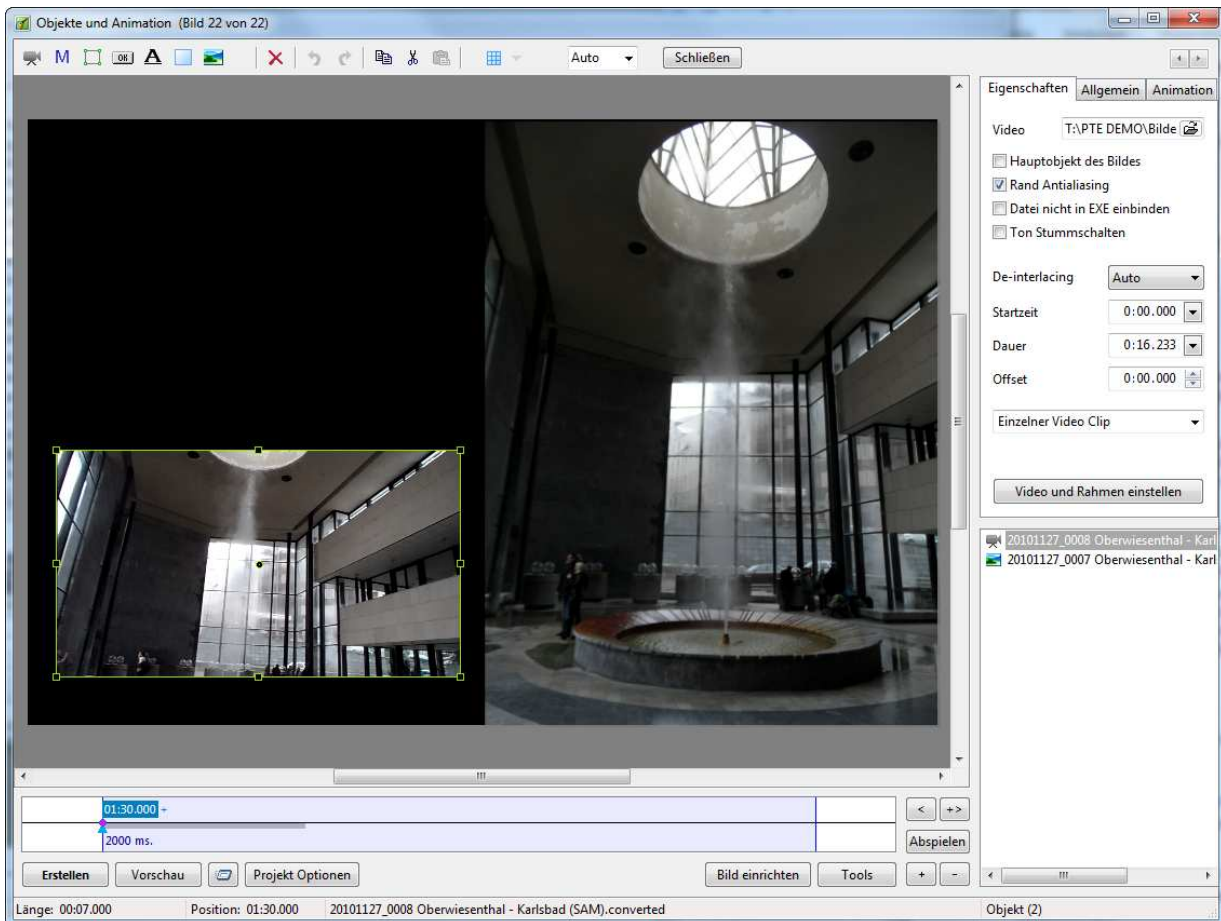 Objekte und Animation (Bild 22 von 22)
M OK A Auto Schließen
Eigenschaften Allgemein Animation
Video T:\PTE DEMO\Bilde
Hauptobjekt des Bildes
Rand Antialiasing
Datei nicht in EXE einbinden
Ton Stummschalten
De-interlacing Auto
Startzeit 0:00.000
Dauer 0:16.233
Offset 0:00.000
Einzelner Video Clip
Video und Rahmen einstellen
20101127_0008 Oberwiesenthal - Karl
20101127_0007 Oberwiesenthal - Karl
01:30.000
2000 ms.
< +>
Abspielen
Erstellen Vorschau Projekt Optionen Bild einrichten Tools + -
Länge: 00:07.000 Position: 01:30.000 20101127_0008 Oberwiesenthal - Karlsbad (SAM).converted Objekt (2)